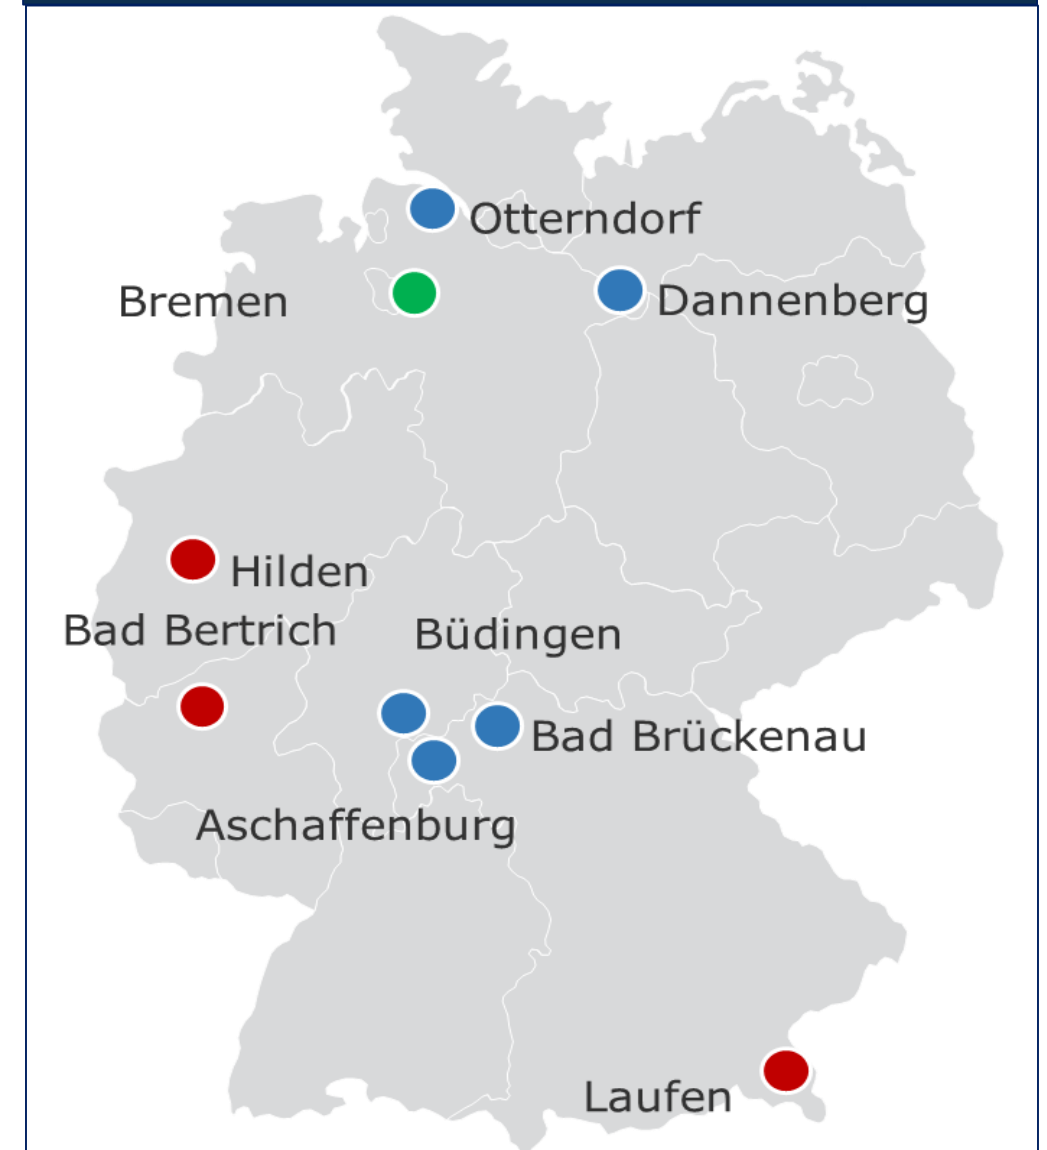 Otterndorf
Bremen
Dannenberg
Hilden
Bad Bertrich
Büdingen
Bad Brückenau
Aschaffenburg
Laufen